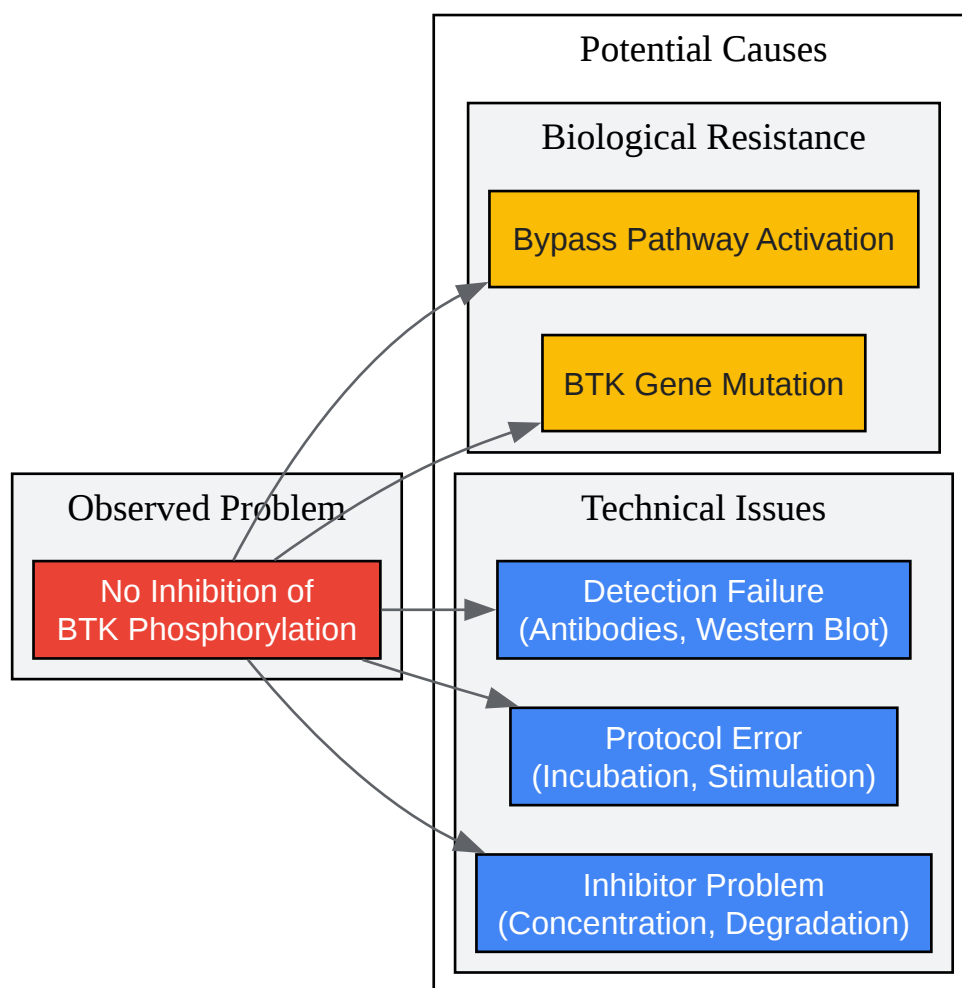 Potential Causes
Biological Resistance
Bypass Pathway Activation
BTK Gene Mutation
Observed Problem
No Inhibition of
BTK Phosphorylation
Technical Issues
Detection Failure
(Antibodies, Western Blot)
Protocol Error
(Incubation, Stimulation)
Inhibitor Problem
(Concentration, Degradation)